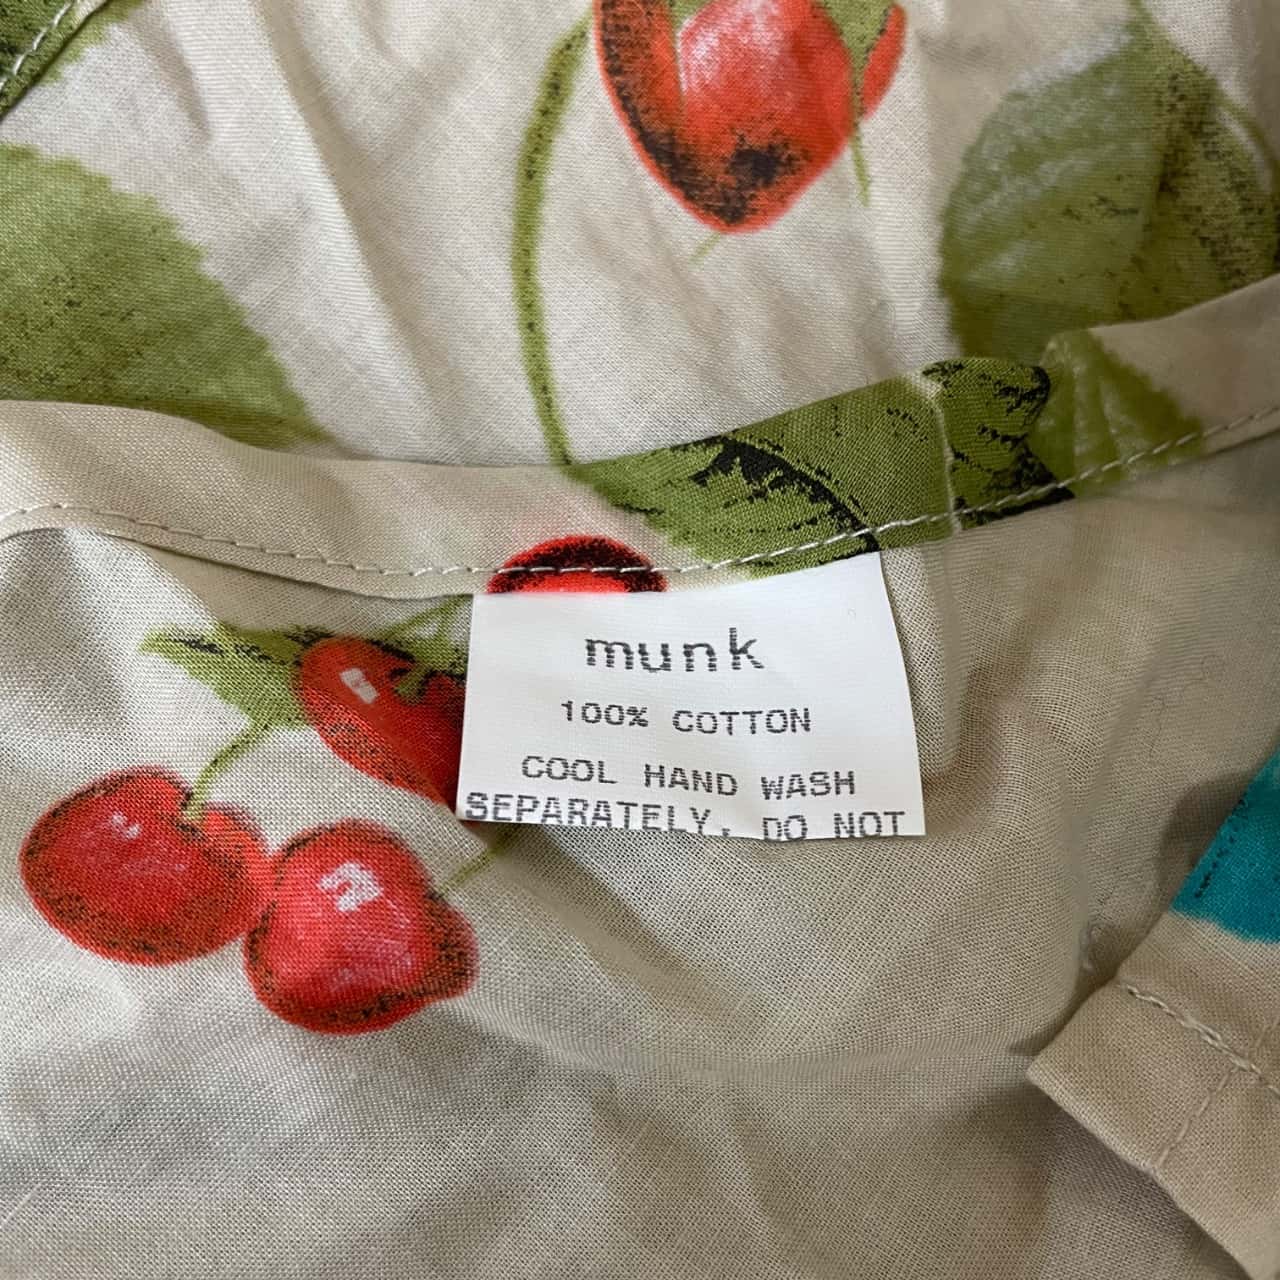 munk
100% COTTON
COOL HAND WASH
SEPARATELY, DO NOT